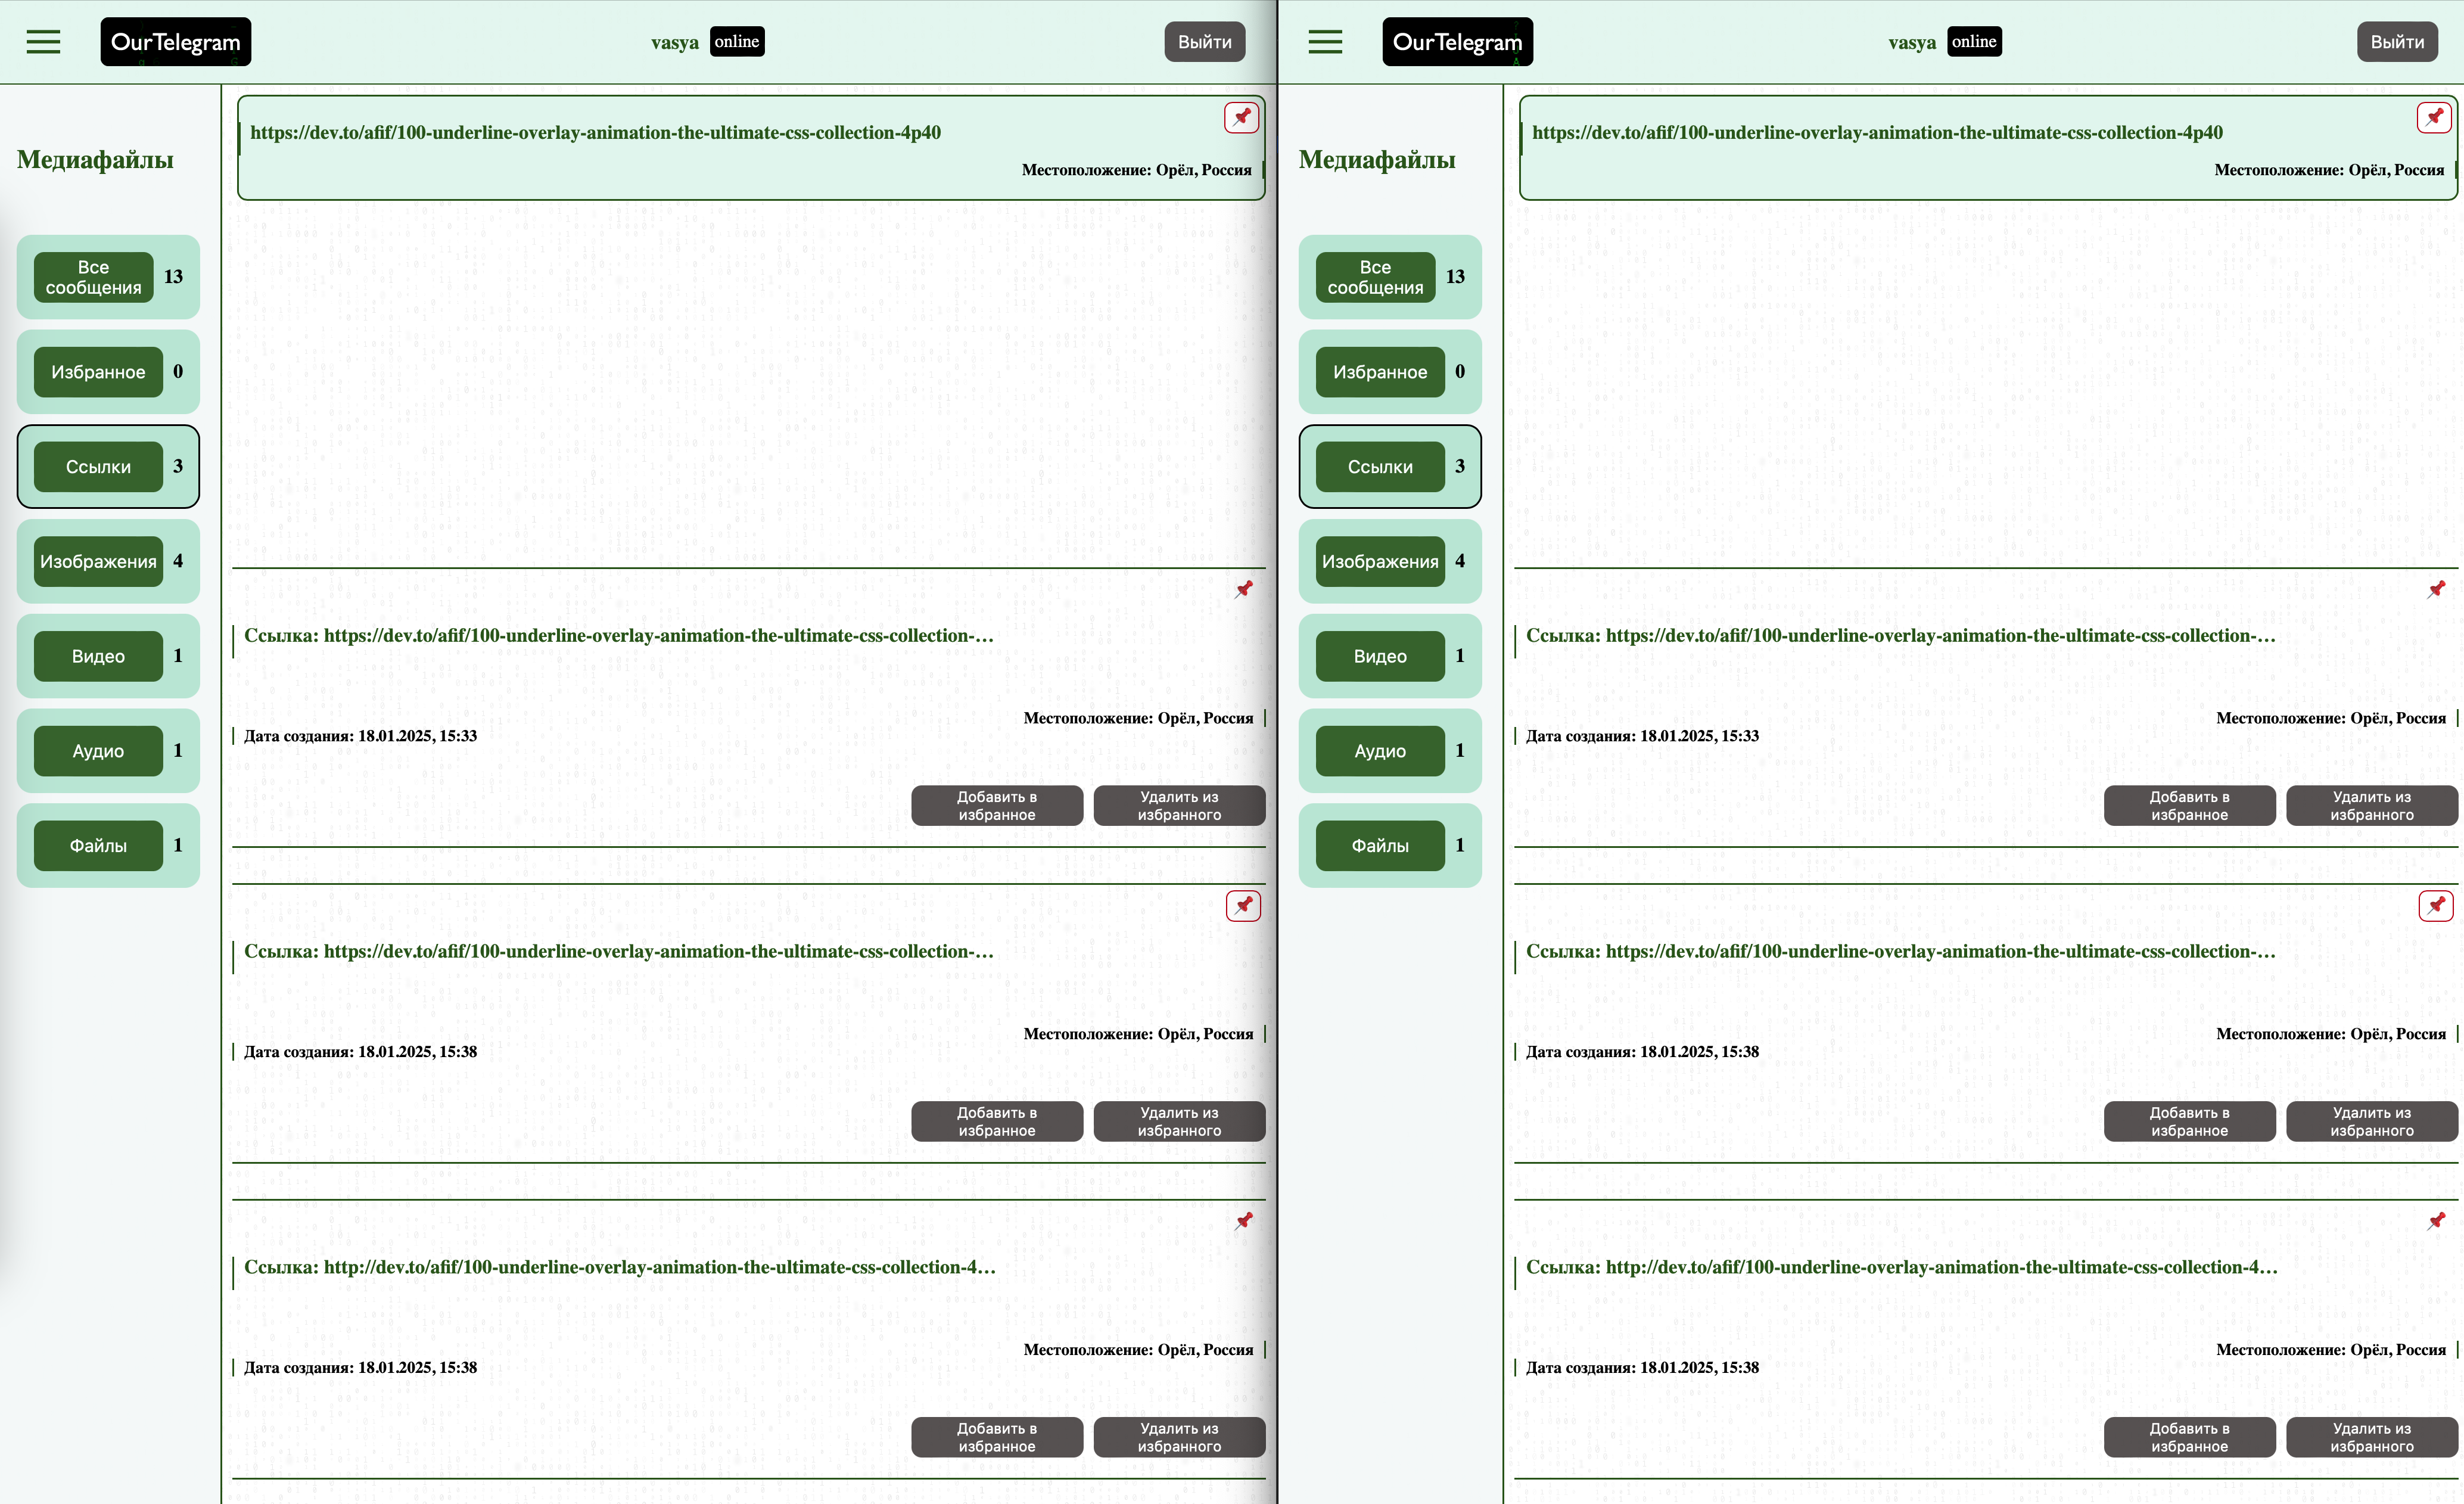 OurTelegram
vasya online
Выйти
Медиафайлы
Все
сообщения
13
Избранное 0
Ссылки 3
Изображения 4
Видео 1
Аудио 1
Файлы 1
https://dev.to/afif/100-underline-overlay-animation-the-ultimate-css-collection-4p40
Местоположение: Орёл, Россия
Ссылка: https://dev.to/afif/100-underline-overlay-animation-the-ultimate-css-collection-…
Местоположение: Орёл, Россия
Дата создания: 18.01.2025, 15:33
Добавить в
избранное
Удалить из
избранного
Ссылка: https://dev.to/afif/100-underline-overlay-animation-the-ultimate-css-collection-…
Местоположение: Орёл, Россия
Дата создания: 18.01.2025, 15:38
Добавить в
избранное
Удалить из
избранного
Ссылка: http://dev.to/afif/100-underline-overlay-animation-the-ultimate-css-collection-4…
Местоположение: Орёл, Россия
Дата создания: 18.01.2025, 15:38
Добавить в
избранное
Удалить из
избранного
OurTelegram
vasya online
Выйти
Медиафайлы
Все
сообщения
13
Избранное 0
Ссылки 3
Изображения 4
Видео 1
Аудио 1
Файлы 1
https://dev.to/afif/100-underline-overlay-animation-the-ultimate-css-collection-4p40
Местоположение: Орёл, Россия
Ссылка: https://dev.to/afif/100-underline-overlay-animation-the-ultimate-css-collection-…
Местоположение: Орёл, Россия
Дата создания: 18.01.2025, 15:33
Добавить в
избранное
Удалить из
избранного
Ссылка: https://dev.to/afif/100-underline-overlay-animation-the-ultimate-css-collection-…
Местоположение: Орёл, Россия
Дата создания: 18.01.2025, 15:38
Добавить в
избранное
Удалить из
избранного
Ссылка: http://dev.to/afif/100-underline-overlay-animation-the-ultimate-css-collection-4…
Местоположение: Орёл, Россия
Дата создания: 18.01.2025, 15:38
Добавить в
избранное
Удалить из
избранного